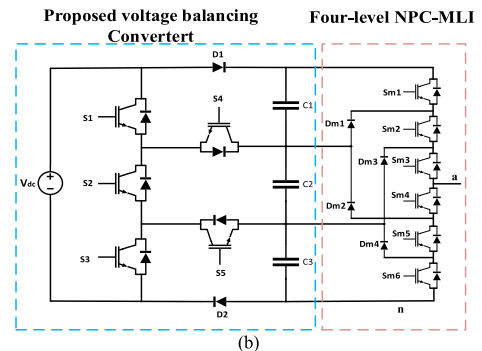 Proposed voltage balancing
Convertert
Four-level NPC-MLI
D1
S1
S4
C1
Sm1
Dm1
Sm2
Dm3
Sm3
a
Vdc
S2
C2
Dm2
Sm4
Sm5
S3
S5
C3
Dm4
Sm6
D2
n
(b)